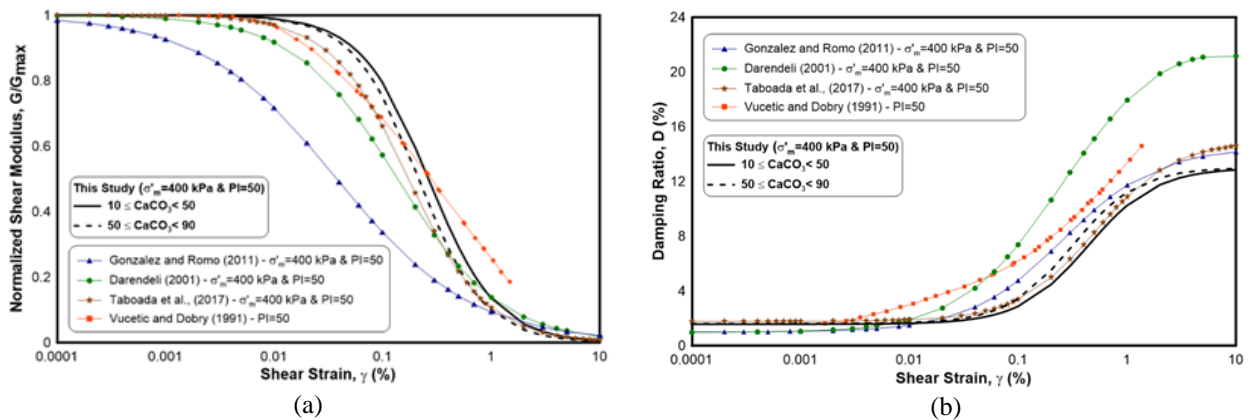 Normalized Shear Modulus, G/Gmax
1
0.8
0.6
0.4
0.2
0
This Study (σ'm=400 kPa & PI=50)
10 ≤ CaCO3< 50
50 ≤ CaCO3< 90
Gonzalez and Romo (2011) - σ'm=400 kPa & PI=50
Darendeli (2001) - σ'm=400 kPa & PI=50
Taboada et al., (2017) - σ'm=400 kPa & PI=50
Vucetic and Dobry (1991) - PI=50
0.0001 0.001 0.01 0.1 1 10
Shear Strain, γ (%)
(a)
Damping Ratio, D (%)
24
20
16
12
8
4
0
Gonzalez and Romo (2011) - σ'm=400 kPa & PI=50
Darendeli (2001) - σ'm=400 kPa &PI=50
Taboada et al., (2017) - σ'm=400 kPa & PI=50
Vucetic and Dobry (1991) - PI=50
This Study (σ'm=400 kPa & PI=50)
10 ≤ CaCO3< 50
50 ≤ CaCO3< 90
0.0001 0.001 0.01 0.1 1 10
Shear Strain, γ (%)
(b)